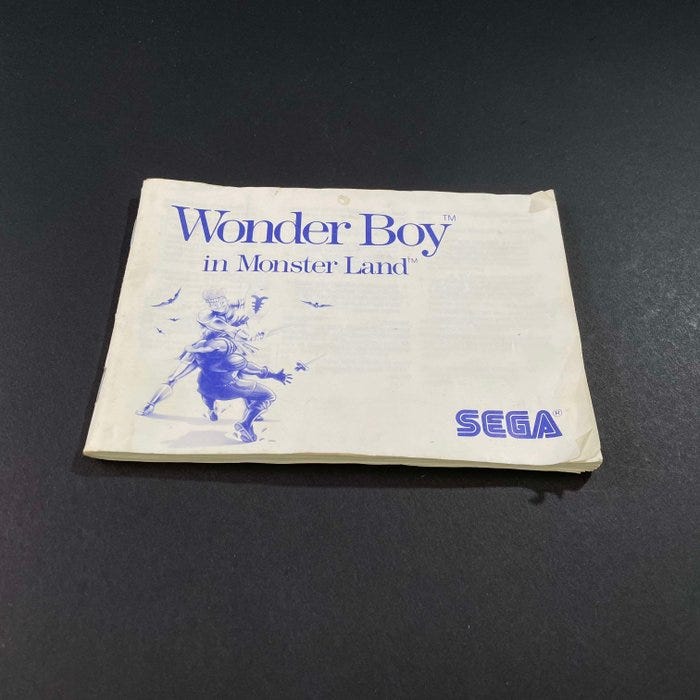 Wonder Boy™
in Monster Land™
SEGA®